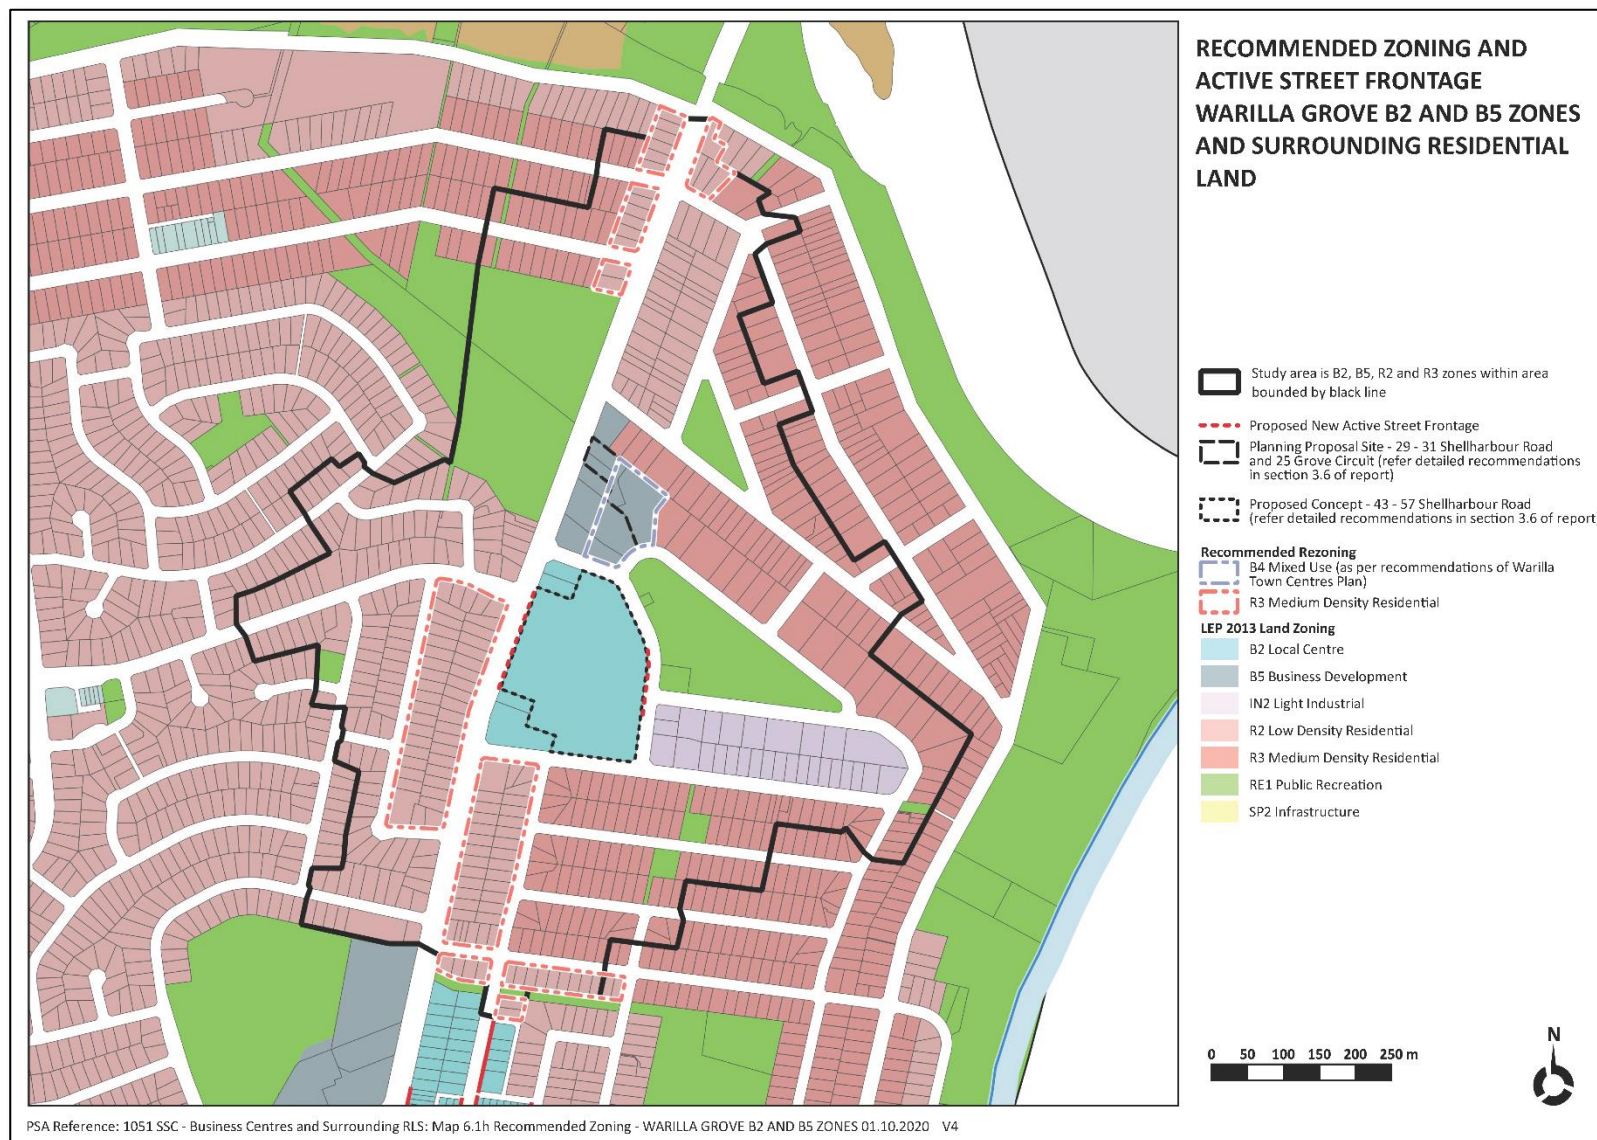 RECOMMENDED ZONING AND
ACTIVE STREET FRONTAGE
WARILLA GROVE B2 AND B5 ZONES
AND SURROUNDING RESIDENTIAL
LAND
Study area is B2, B5, R2 and R3 zones within area
bounded by black line
Proposed New Active Street Frontage
Planning Proposal Site - 29 - 31 Shellharbour Road
and 25 Grove Circuit (refer detailed recommendations
in section 3.6 of report)
Proposed Concept - 43 - 57 Shellharbour Road
(refer detailed recommendations in section 3.6 of report
Recommended Rezoning
B4 Mixed Use (as per recommendations of Warilla
Town Centres Plan)
R3 Medium Density Residential
LEP 2013 Land Zoning
B2 Local Centre
B5 Business Development
IN2 Light Industrial
R2 Low Density Residential
R3 Medium Density Residential
RE1 Public Recreation
SP2 Infrastructure
N
0 50 100 150 200 250 m
PSA Reference: 1051 SSC - Business Centres and Surrounding RLS: Map 6.1h Recommended Zoning - WARILLA GROVE B2 AND B5 ZONES 01.10.2020 V4